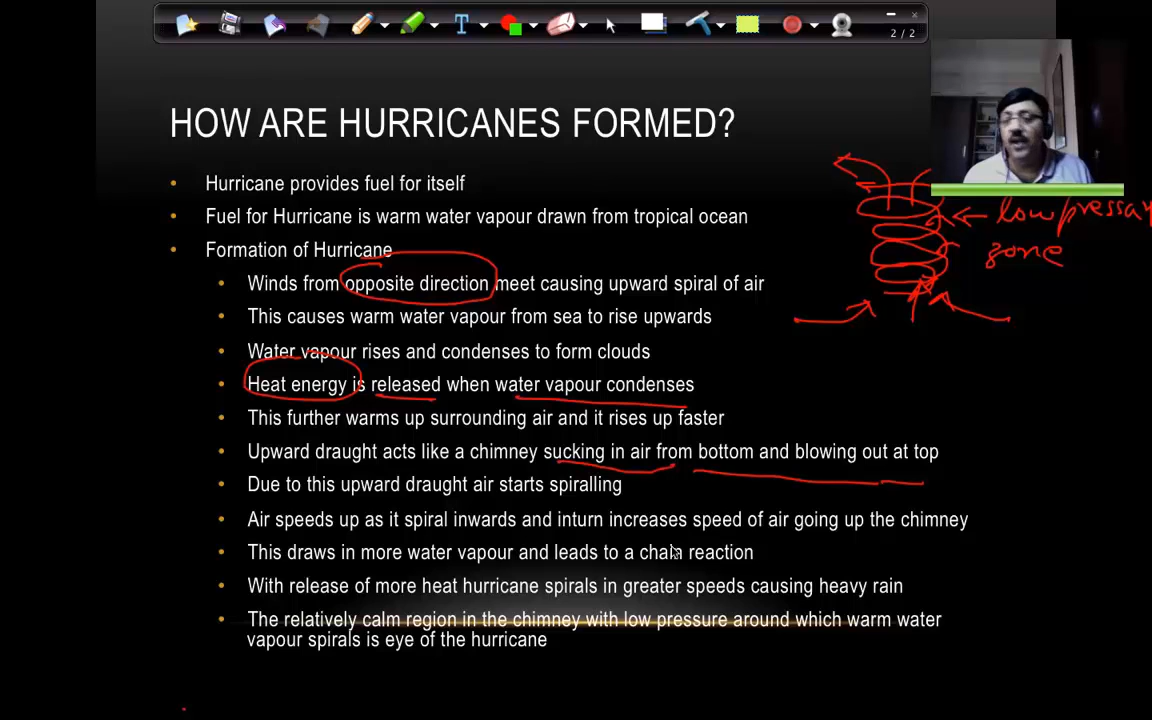 2 / 2
HOW ARE HURRICANES FORMED?
• Hurricane provides fuel for itself
• Fuel for Hurricane is warm water vapour drawn from tropical ocean
• Formation of Hurricane
• Winds from opposite direction meet causing upward spiral of air
• This causes warm water vapour from sea to rise upwards
• Water vapour rises and condenses to form clouds
• Heat energy is released when water vapour condenses
• This further warms up surrounding air and it rises up faster
• Upward draught acts like a chimney sucking in air from bottom and blowing out at top
• Due to this upward draught air starts spiralling
• Air speeds up as it spiral inwards and inturn increases speed of air going up the chimney
• This draws in more water vapour and leads to a chain reaction
• With release of more heat hurricane spirals in greater speeds causing heavy rain
• The relatively calm region in the chimney with low pressure around which warm water
vapour spirals is eye of the hurricane
low
zone